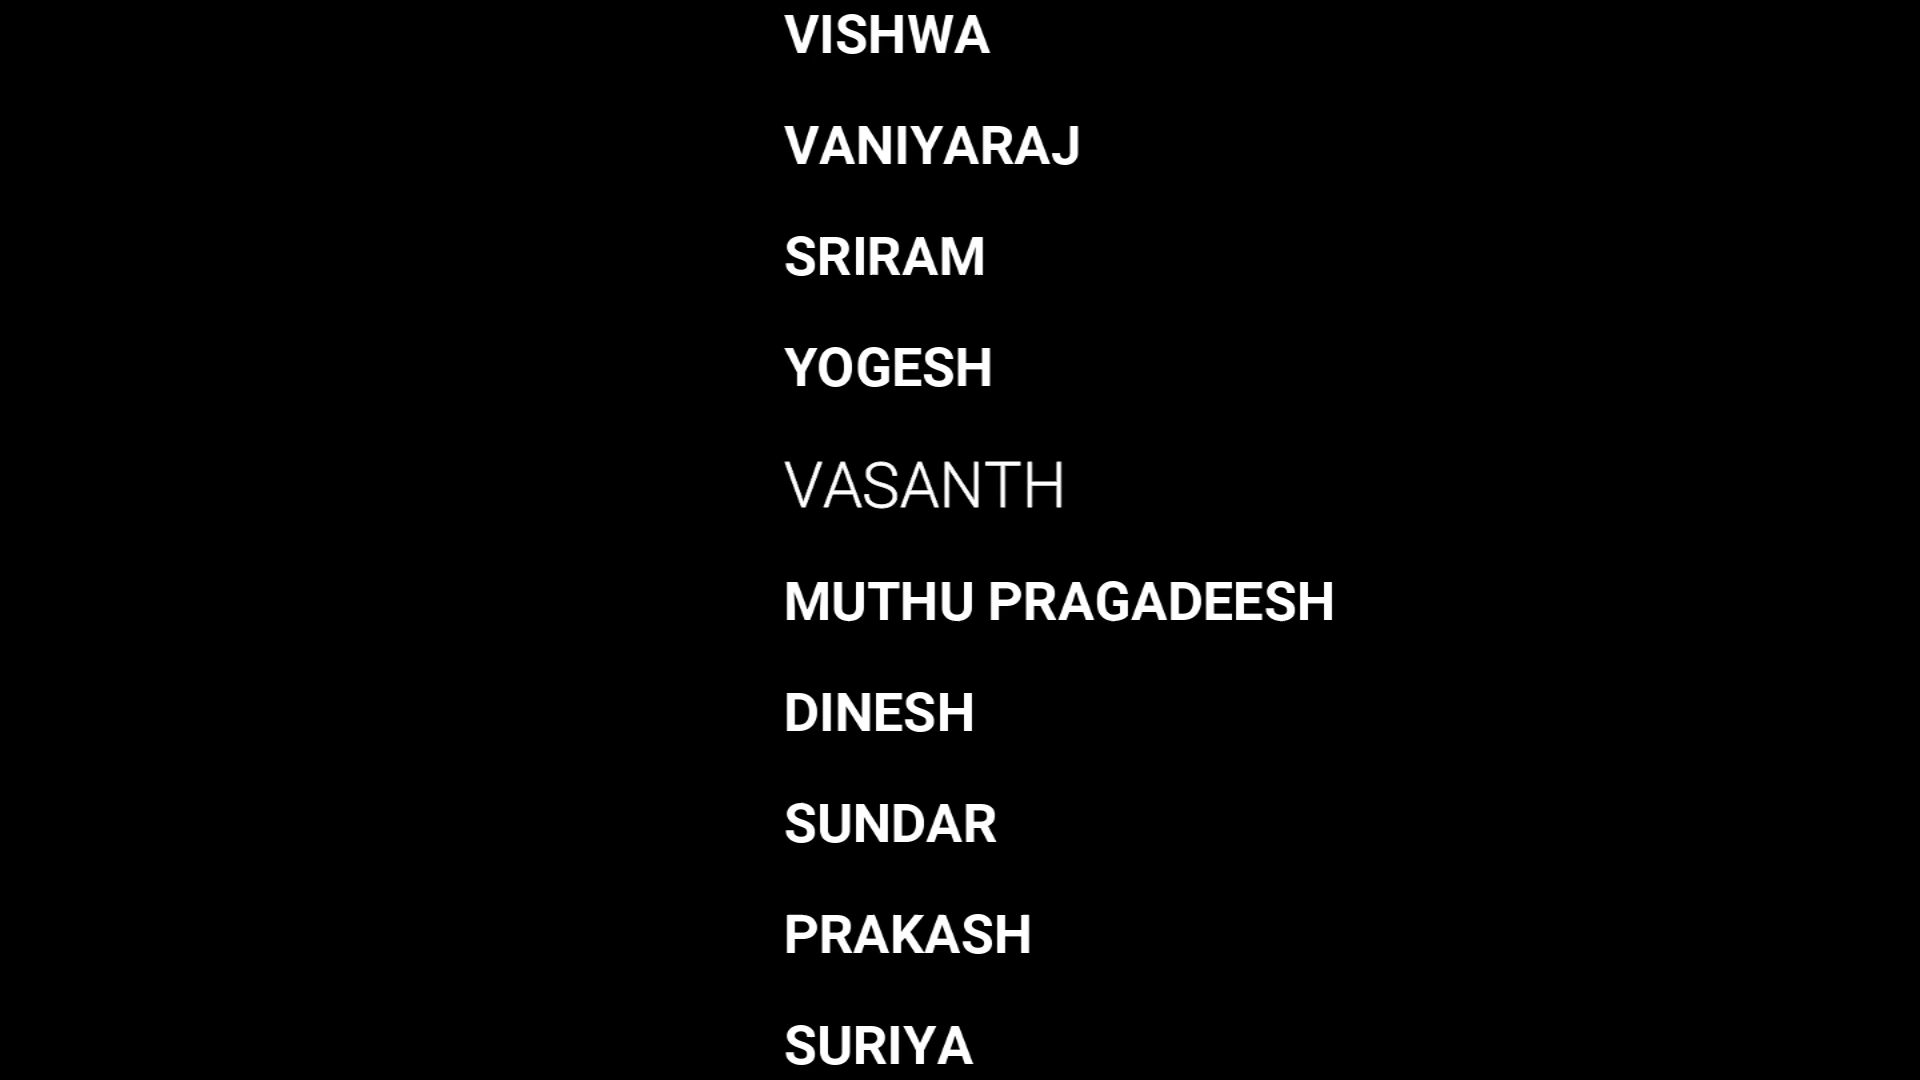 VISHWA
VANIYARAJ
SRIRAM
YOGESH
VASANTH
MUTHU PRAGADEESH
DINESH
SUNDAR
PRAKASH
SURIYA